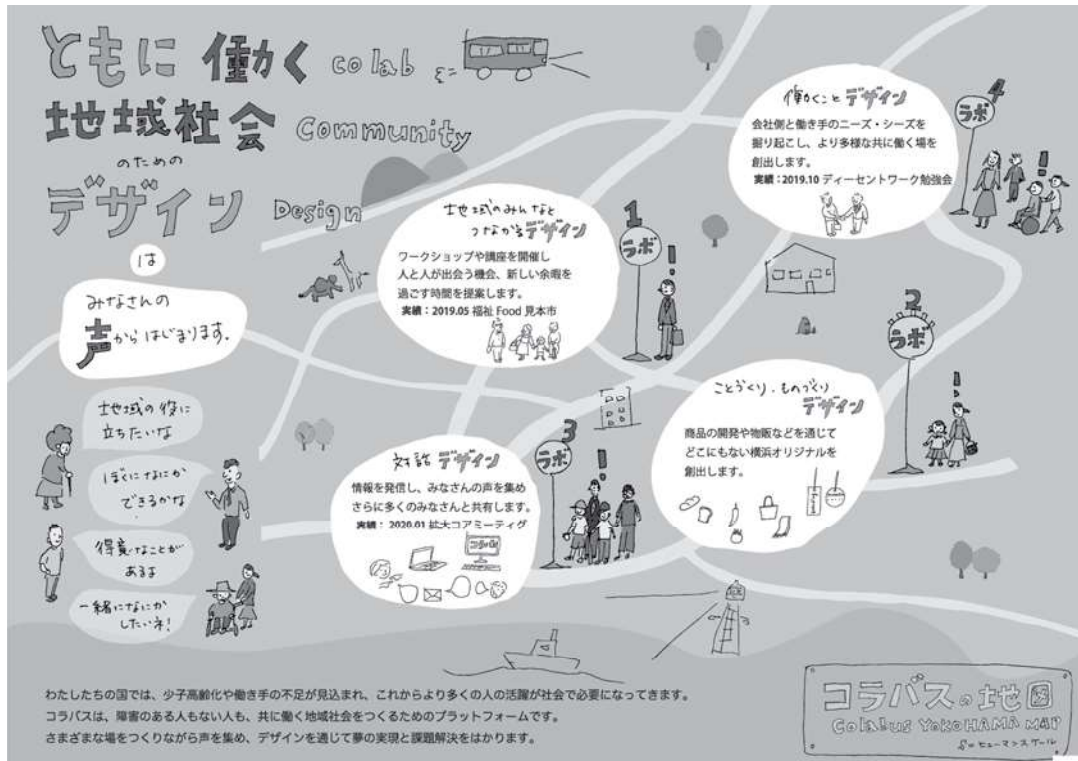 ともに 働く colab
地域社会 Community
のための
デザイン Design
は
みなさんの
声からはじまります。
地域の役に
立ちたいな
ぼくになにか
できるかな
得意なことが
あるよ
一緒になにか
したいネ!
地域のみんなと
つながるデザイン
ワークショップや講座を開催し
人と人が出会う機会、新しい余暇を
過ごす時間を提案します。
実績:2019.05 福祉 Food 見本市
1
ラボ
働くことデザイン
会社側と働き手のニーズ・シーズを
掘り起こし、より多様な共に働く場を
創出します。
実績:2019.10 ディーセントワーク勉強会
4
ラボ
ことづくり・ものづくり
デザイン
商品の開発や物販などを通じて
どこにもない横浜オリジナルを
創出します。
2
ラボ
対話デザイン
情報を発信し、みなさんの声を集め
さらに多くのみなさんと共有します。
実績: 2020.01 拡大コアミーティグ
コラバス
3
ラボ
わたしたちの国では、少子高齢化や働き手の不足が見込まれ、これからより多くの人の活躍が社会で必要になってきます。
コラバスは、障害のある人もない人も、共に働く地域社会をつくるためのプラットフォームです。
さまざまな場をつくりながら声を集め、デザインを通じて夢の実現と課題解決をはかります。
コラバスの地図
Colabus YOKOHAMA MAP
ヒューマンスケール